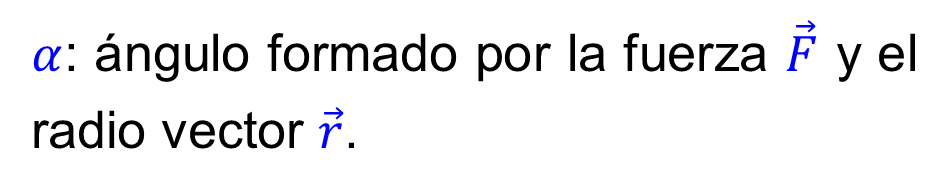 α: ángulo formado por la fuerza F⃗ y el
radio vector r⃗.